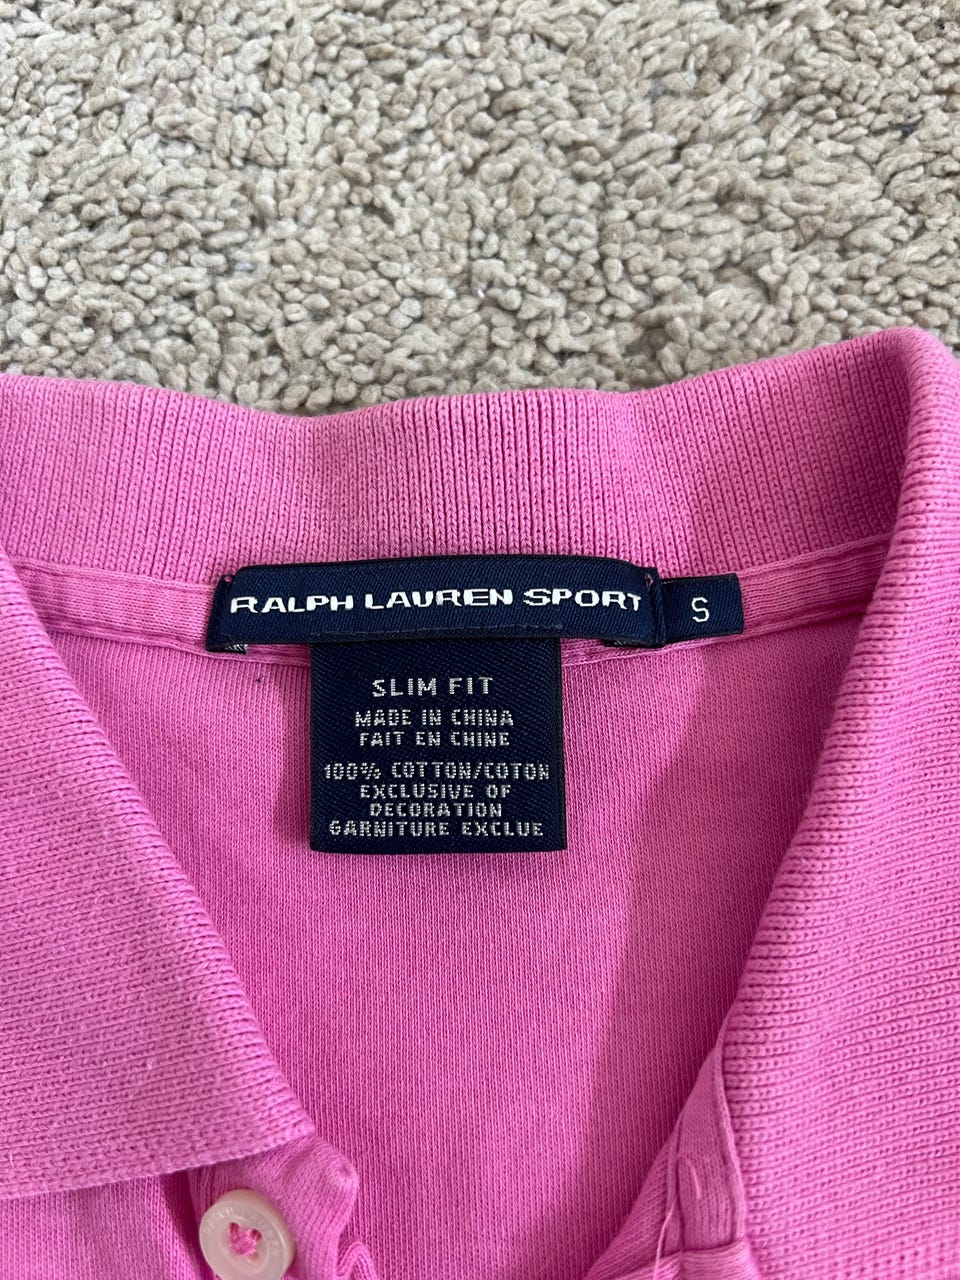 RALPH LAUREN SPORT
S
SLIM FIT
MADE IN CHINA
FAIT EN CHINE
100% COTTON/COTON
EXCLUSIVE OF
DECORATION
GARNITURE EXCLUE